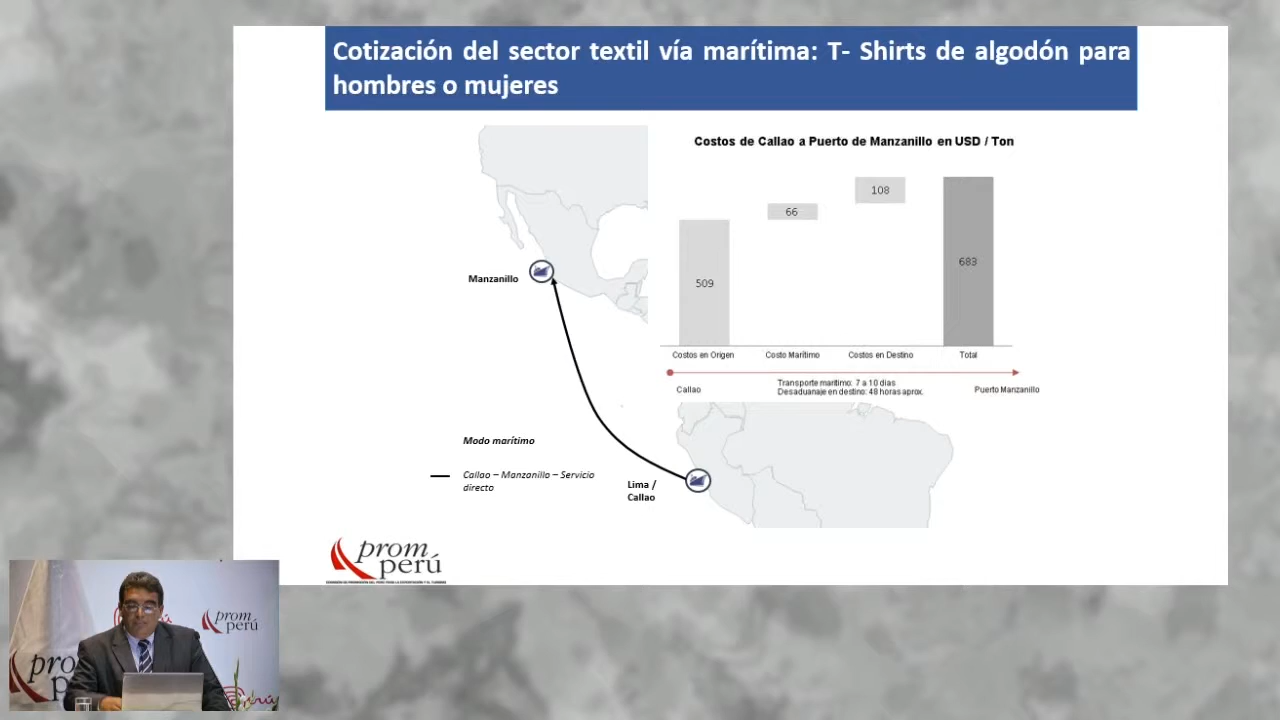 Cotización del sector textil vía marítima: T- Shirts de algodón para
hombres o mujeres
Costos de Callao a Puerto de Manzanillo en USD / Ton
509
66
108
683
Costos en Origen
Costo Marítimo
Costos en Destino
Total
Callao
Transporte marítimo: 7 a 10 días
Desaduanaje en destino: 48 horas aprox.
Puerto Manzanillo
Manzanillo
Modo marítimo
Callao – Manzanillo – Servicio
directo
Lima /
Callao
prom
perú
prom
perú